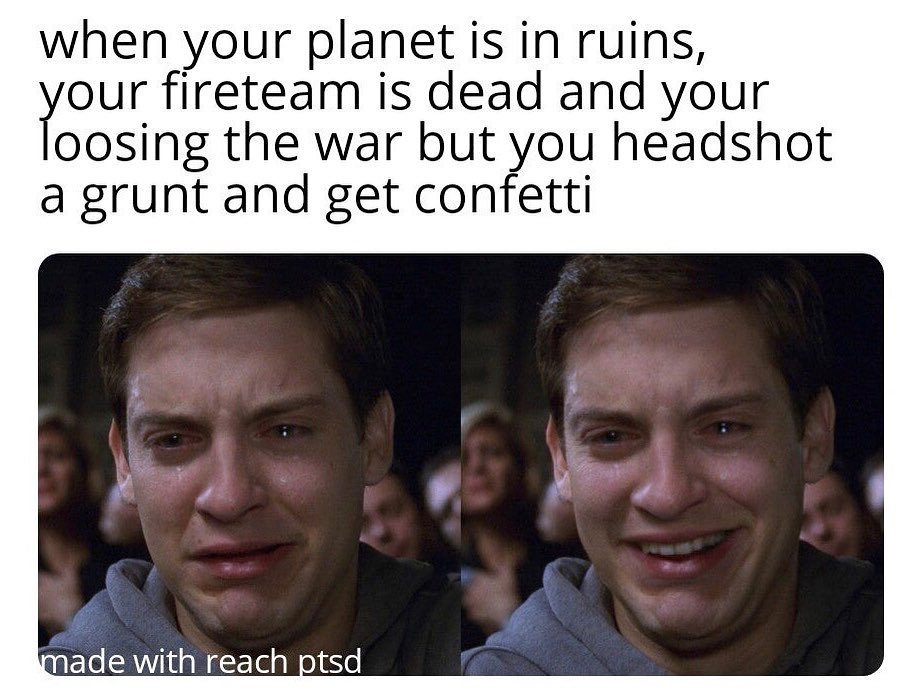 when your planet is in ruins,
your fireteam is dead and your
loosing the war but you headshot
a grunt and get confetti
made with reach ptsd